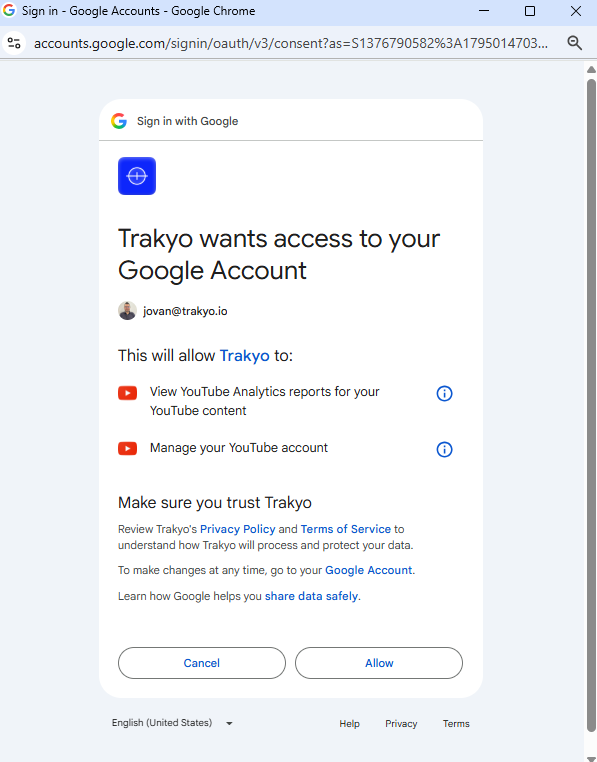 Sign in - Google Accounts - Google Chrome
accounts.google.com/signin/oauth/v3/consent?as=S1376790582%3A1795014703...
Sign in with Google
Trakyo wants access to your
Google Account
jovan@trakyo.io
This will allow Trakyo to:
View YouTube Analytics reports for your
YouTube content
Manage your YouTube account
Make sure you trust Trakyo
Review Trakyo's Privacy Policy and Terms of Service to
understand how Trakyo will process and protect your data.
To make changes at any time, go to your Google Account.
Learn how Google helps you share data safely.
Cancel
Allow
English (United States)
Help
Privacy
Terms